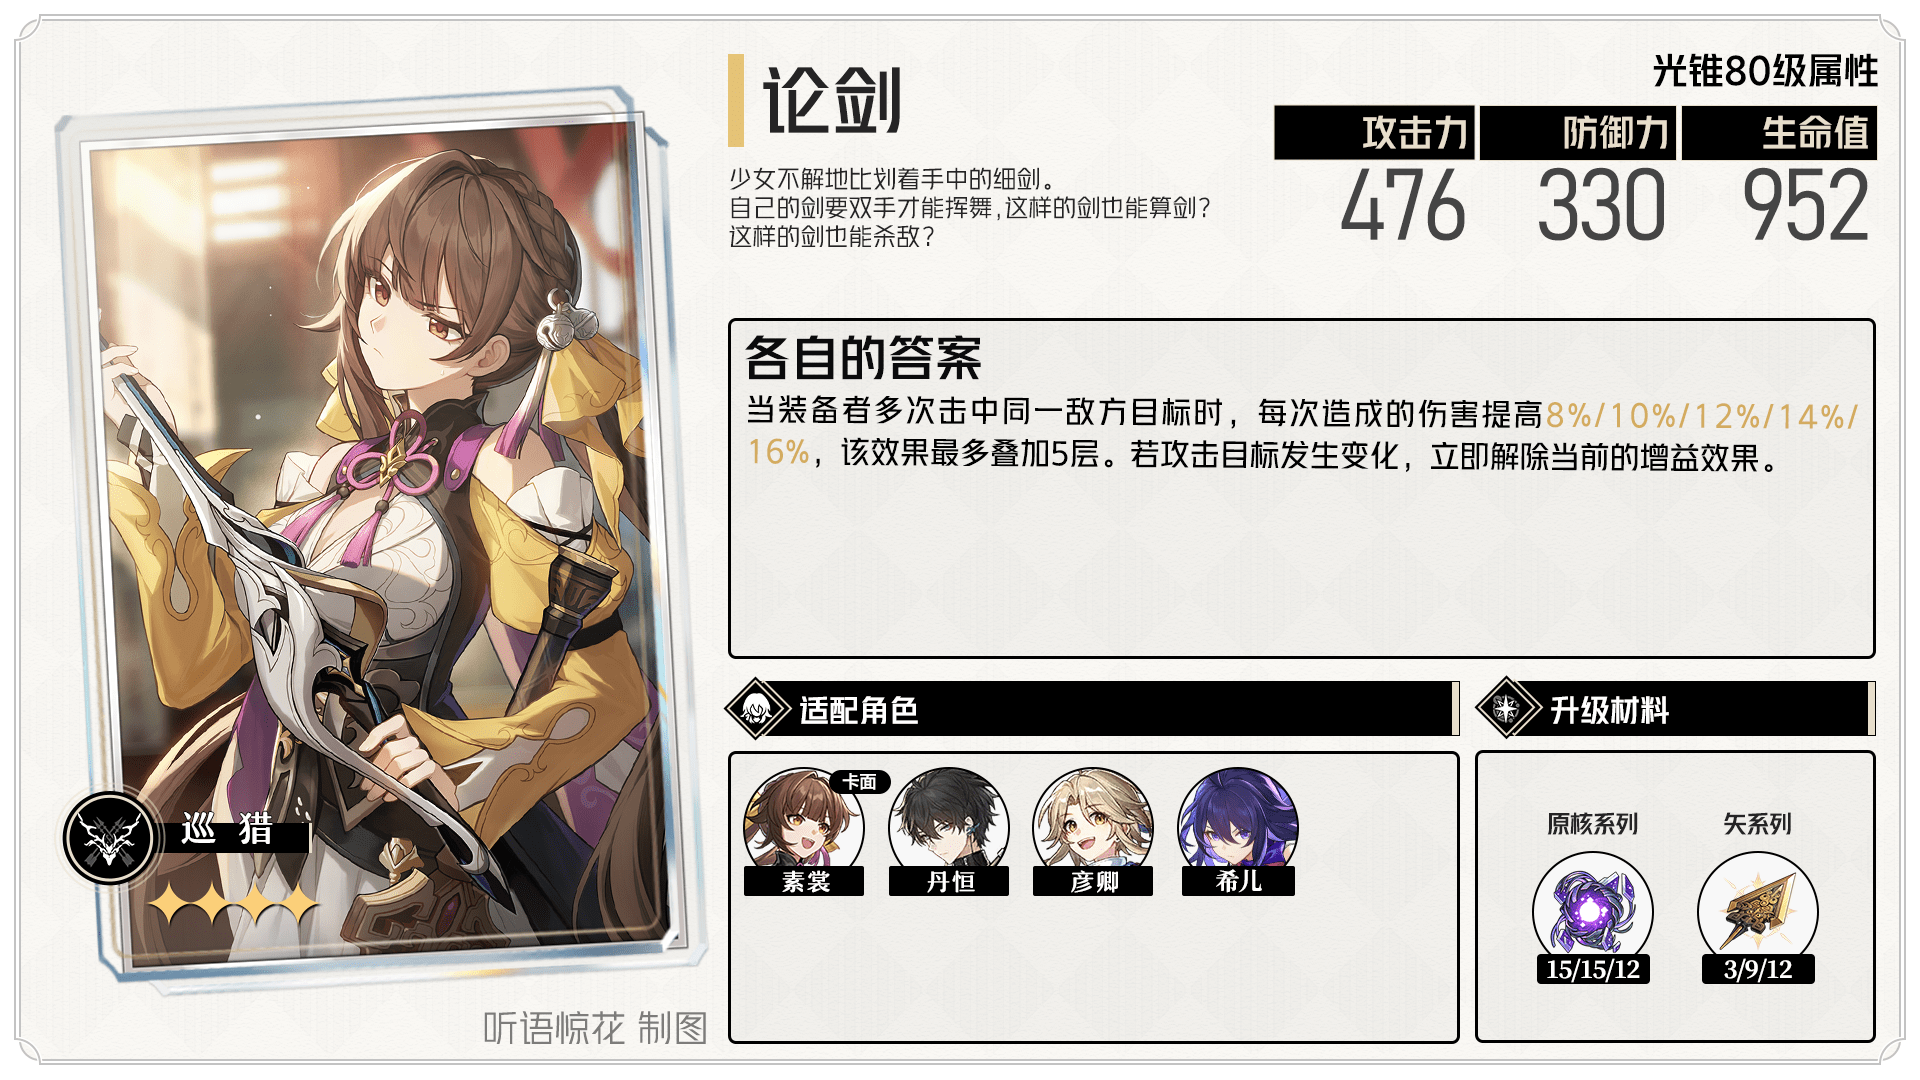 论剑
少女不解地比划着手中的细剑。
自己的剑要双手才能挥舞,这样的剑也能算剑?
这样的剑也能杀敌?
光锥80级属性
攻击力 防御力 生命值
476 330 952
各自的答案
当装备者多次击中同一敌方目标时，每次造成的伤害提高8%/10%/12%/14%/
16%，该效果最多叠加5层。若攻击目标发生变化，立即解除当前的增益效果。
巡猎
适配角色
卡面
素裳 丹恒 彦卿 希儿
升级材料
原核系列 矢系列
15/15/12 3/9/12
听语惊花 制图